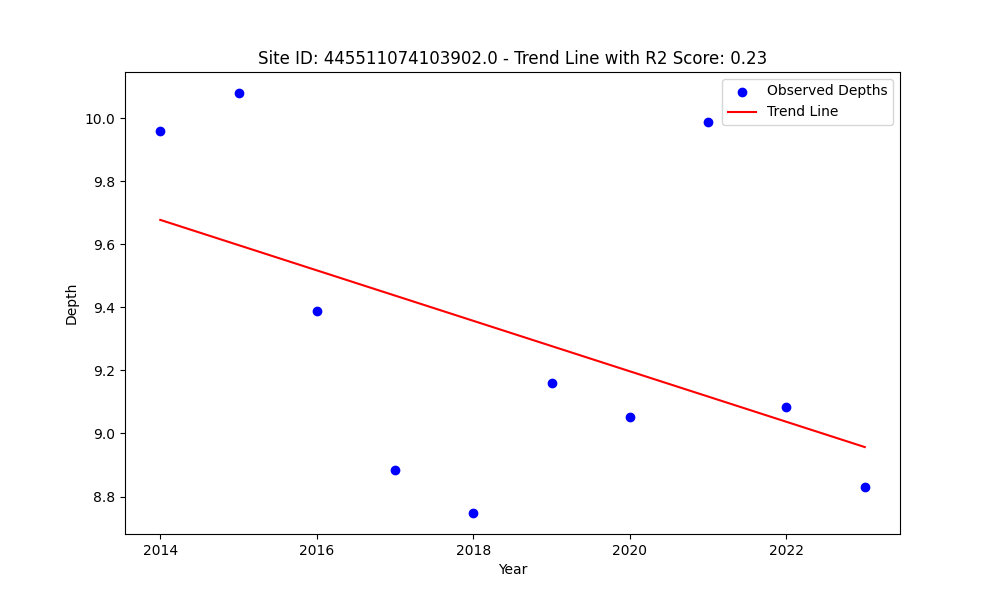 Site ID: 445511074103902.0 - Trend Line with R2 Score: 0.23
Observed Depths
Trend Line
10.0
9.8
9.6
9.4
9.2
9.0
8.8
Depth
2014 2016 2018 2020 2022
Year